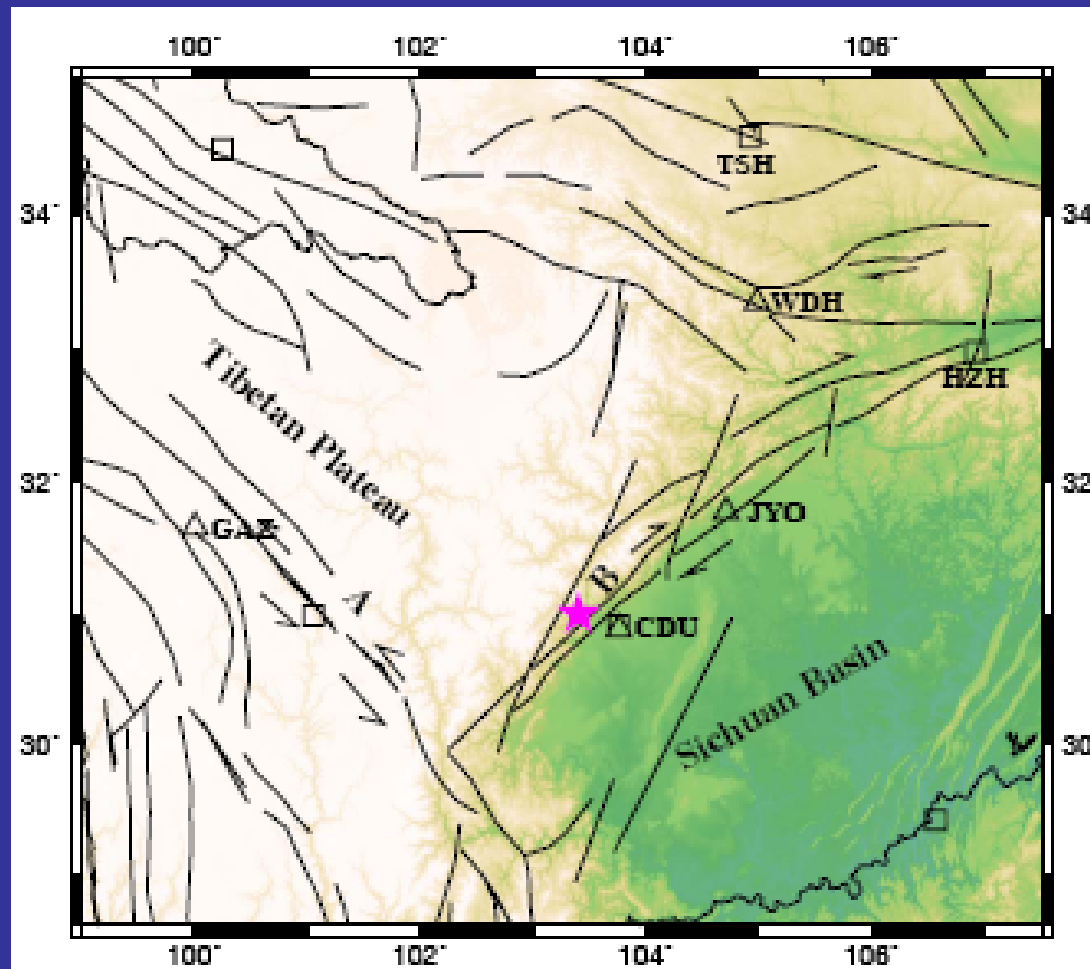 100¯ 102¯ 104¯ 106¯
TSH
34¯ 34
WDH
HZH
Tibetan Plateau
32¯ 32
JYO
GAZ
B
A
CDU
Sichuan Basin
30¯ 30
100¯ 102¯ 104¯ 106¯